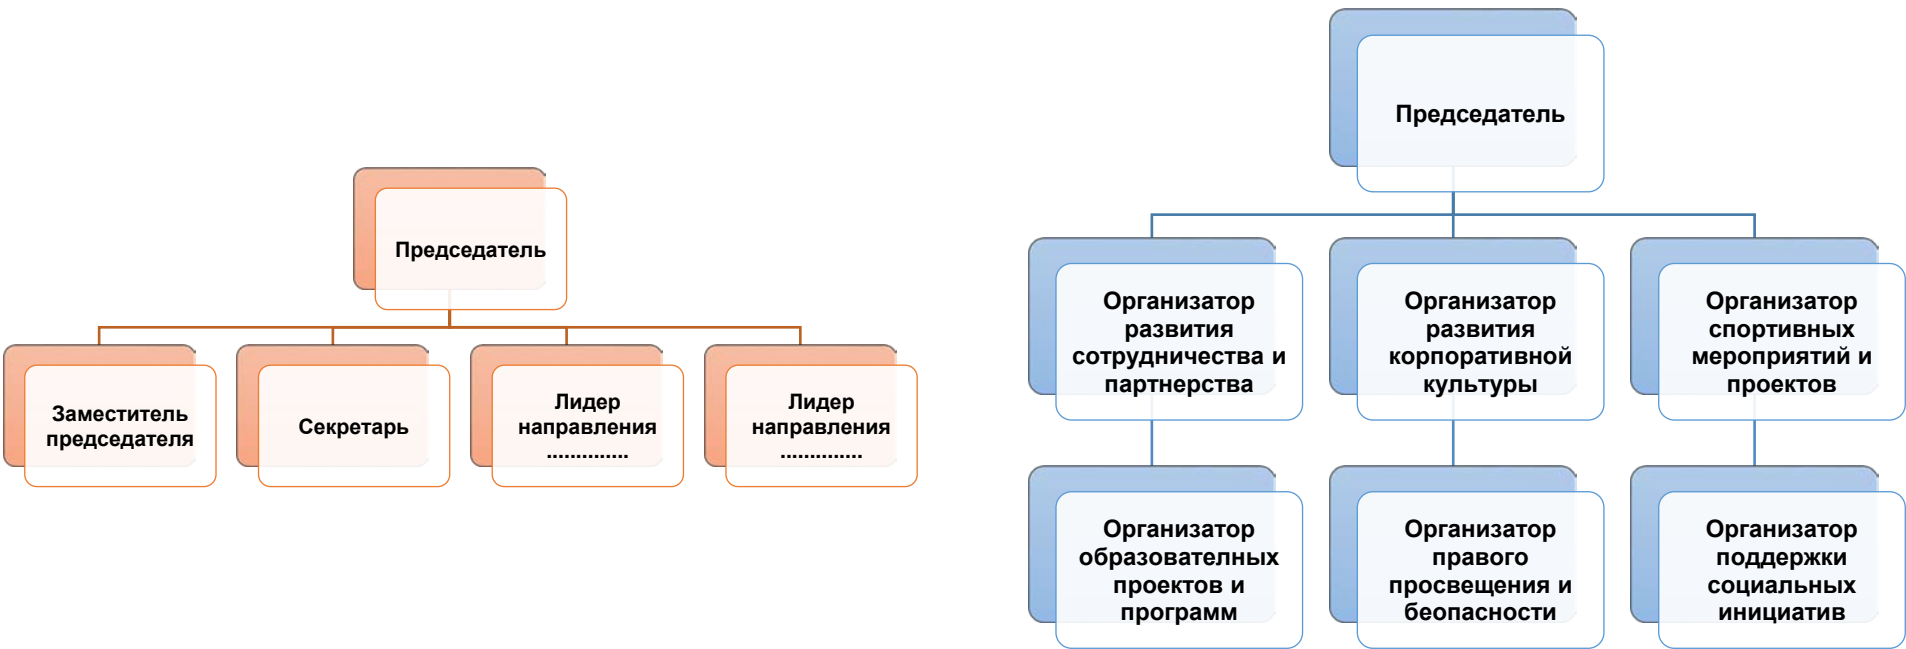 Председатель
Заместитель
председателя
Секретарь
Лидер
направления
..............
Лидер
направления
..............
Председатель
Организатор
развития
сотрудничества и
партнерства
Организатор
развития
корпоративной
культуры
Организатор
спортивных
мероприятий и
проектов
Организатор
образователных
проектов и
программ
Организатор
правого
просвещения и
беопасности
Организатор
поддержки
социальных
инициатив